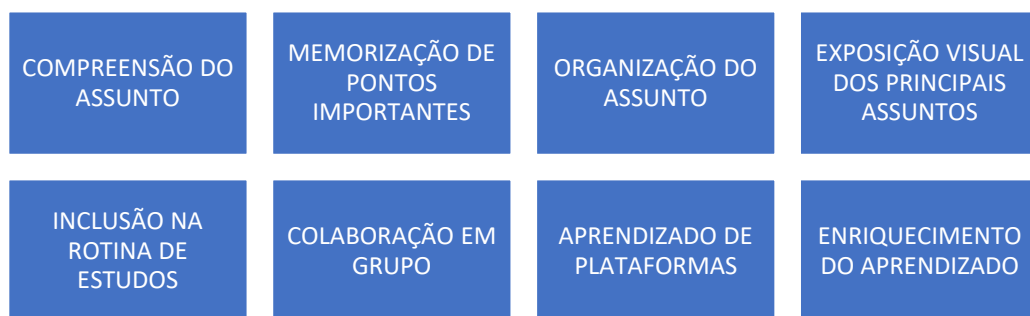 COMPREENSÃO DO
ASSUNTO
MEMORIZAÇÃO DE
PONTOS
IMPORTANTES
ORGANIZAÇÃO DO
ASSUNTO
EXPOSIÇÃO VISUAL
DOS PRINCIPAIS
ASSUNTOS
INCLUSÃO NA
ROTINA DE
ESTUDOS
COLABORAÇÃO EM
GRUPO
APRENDIZADO DE
PLATAFORMAS
ENRIQUECIMENTO
DO APRENDIZADO